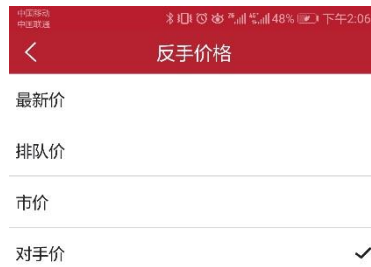 中国移动
中国联通
48% 下午2:06
反手价格
最新价
排队价
市价
对手价